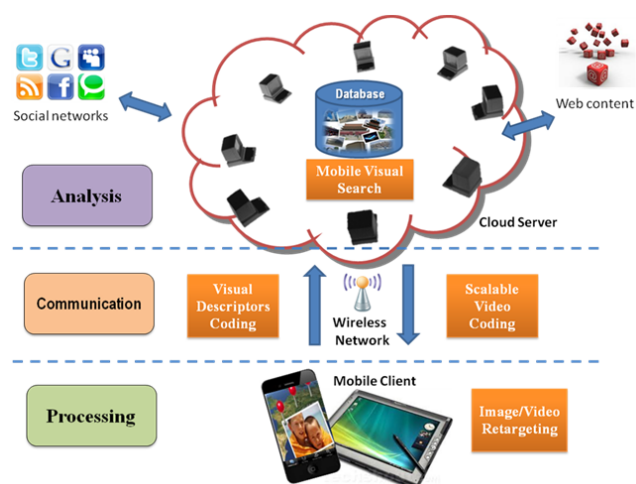 Database
Mobile Visual
Search
Social networks
Web content
Cloud Server
Analysis
Communication
Visual
Descriptors
Coding
Wireless
Network
Scalable
Video
Coding
Processing
Mobile Client
Image/Video
Retargeting